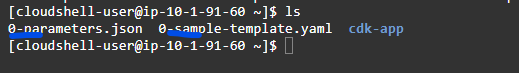 [cloudshell-user@ip-10-1-91-60 ~]$ ls
0-parameters.json 0-sample-template.yaml cdk-app
[cloudshell-user@ip-10-1-91-60 ~]$